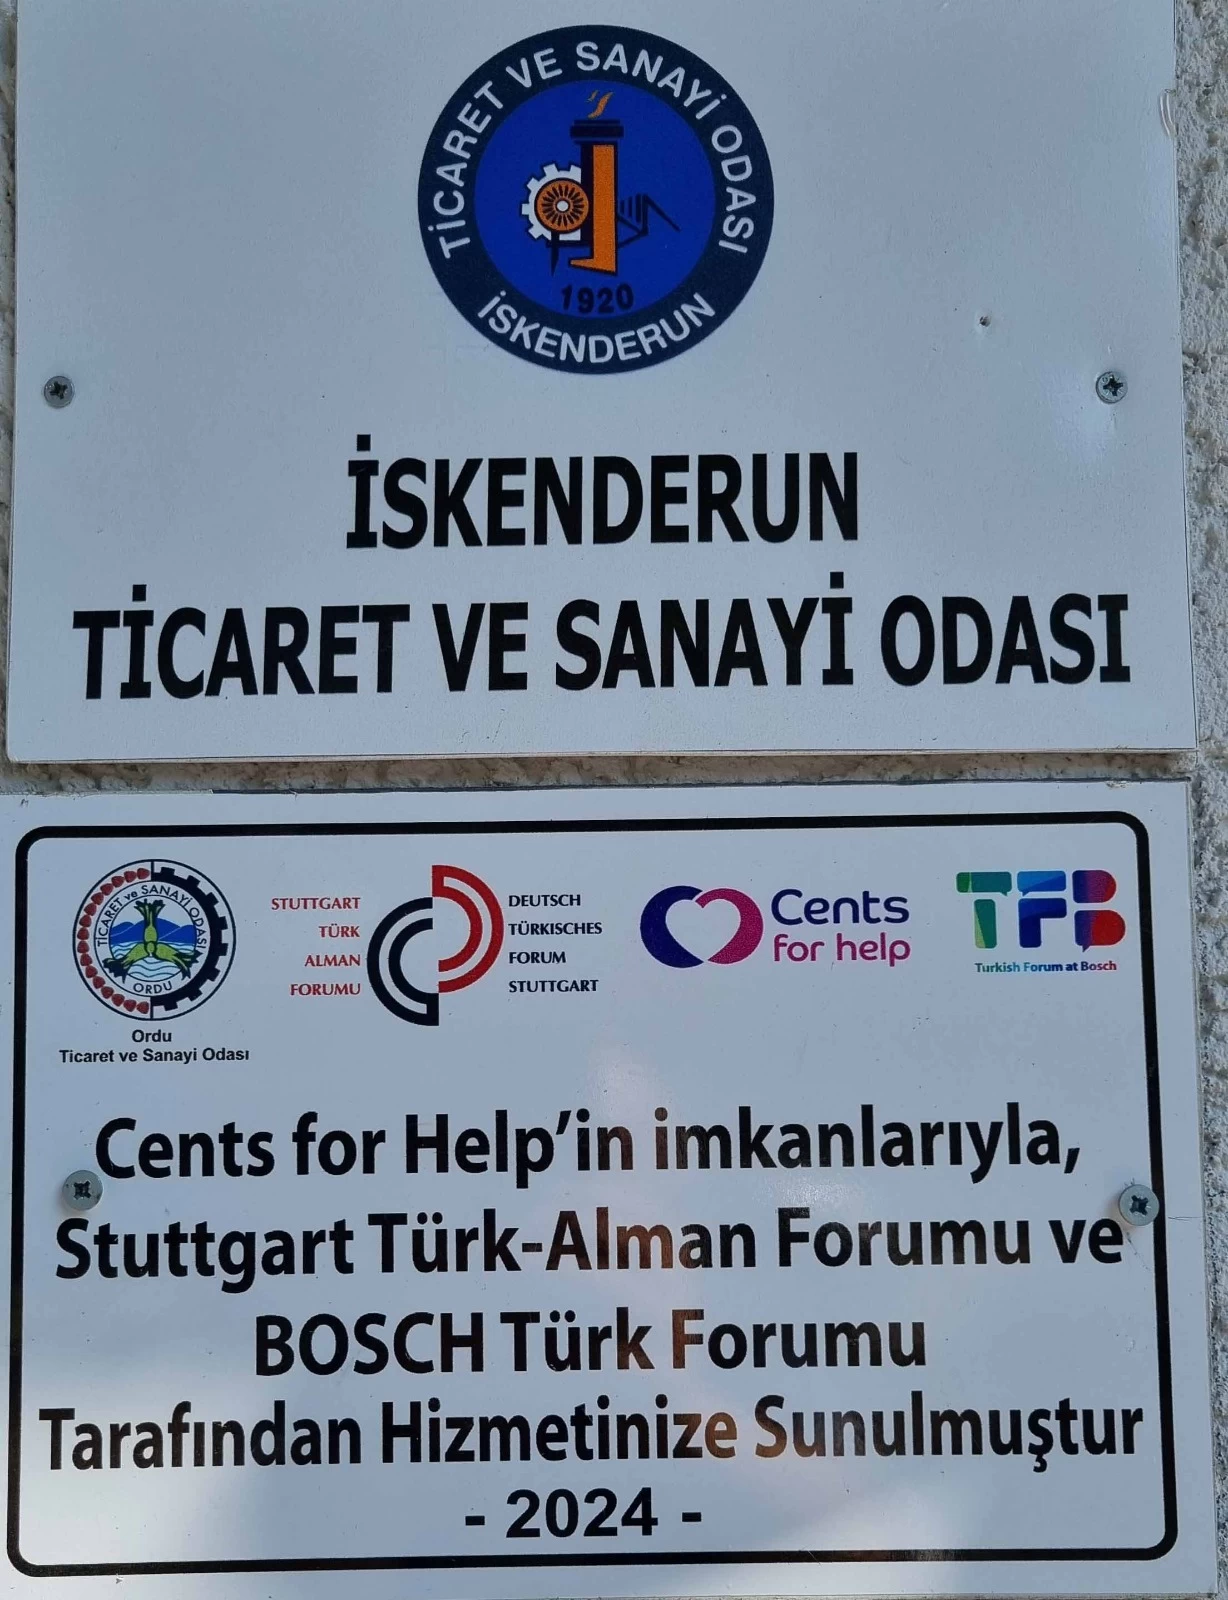 TİCARET VE SANAYİ ODASI
1920
İSKENDERUN
İSKENDERUN
TİCARET VE SANAYİ ODASI
TİCARET ve SANAYİ ODASI
ORDU
Ordu
Ticaret ve Sanayi Odası
STUTTGART
TÜRK
ALMAN
FORUMU
DEUTSCH
TÜRKISCHES
FORUM
STUTTGART
Cents
for help
TFB
Turkish Forum at Bosch
Cents for Help’in imkanlarıyla,
Stuttgart Türk-Alman Forumu ve
BOSCH Türk Forumu
Tarafından Hizmetinize Sunulmuştur
- 2024 -